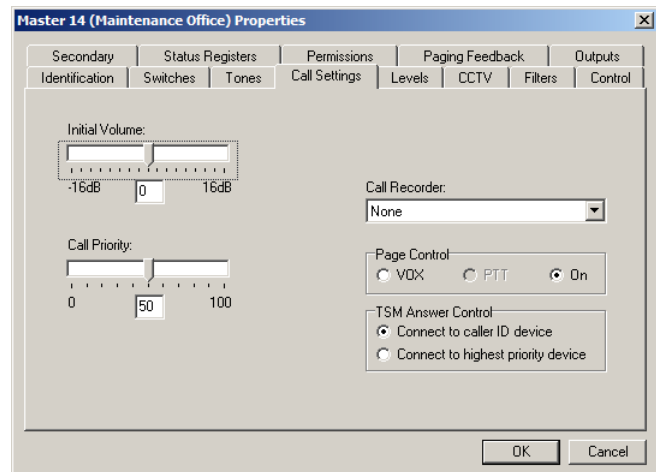 Master 14 (Maintenance Office) Properties
Secondary Status Registers Permissions Paging Feedback Outputs
Identification Switches Tones Call Settings Levels CCTV Filters Control
Initial Volume:
-16dB 0 16dB
Call Priority:
0 50 100
Call Recorder:
None
Page Control
VOX PTT On
TSM Answer Control
Connect to caller ID device
Connect to highest priority device
OK Cancel